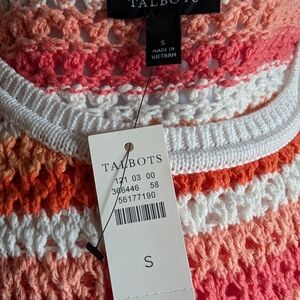 TALBOTS
S
MADE IN
VIETNAM
TALBOTS
121 03 00
366446 58
56177190
S